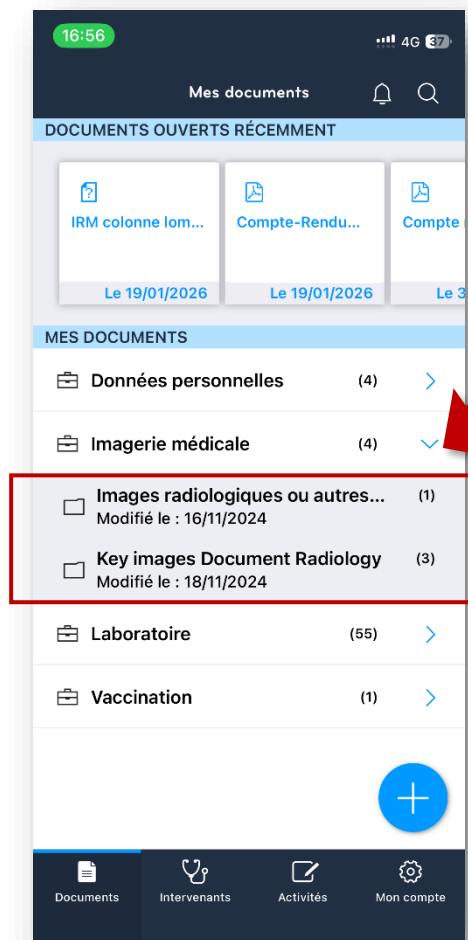 16:56
4G 37
Mes documents
DOCUMENTS OUVERTS RÉCEMMENT
IRM colonne lom...
Compte-Rendu...
Compte
Le 19/01/2026
Le 19/01/2026
Le 3
MES DOCUMENTS
Données personnelles (4)
Imagerie médicale (4)
Images radiologiques ou autres... (1)
Modifié le : 16/11/2024
Key images Document Radiology (3)
Modifié le : 18/11/2024
Laboratoire (55)
Vaccination (1)
Documents
Intervenants
Activités
Mon compte